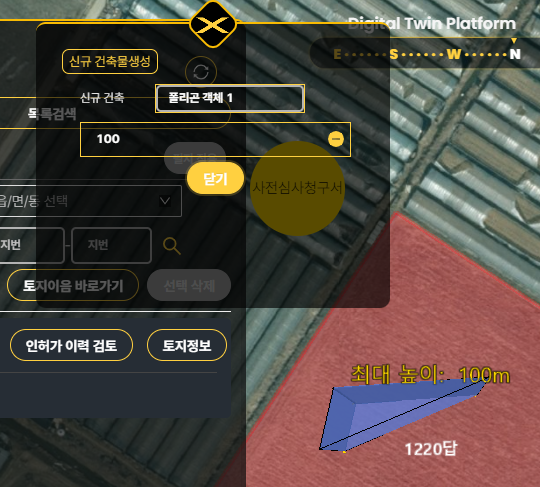 Digital Twin Platform
E S W N
신규 건축물생성
신규 건축
폴리곤 객체 1
목록검색
100
닫기
사전심사청구서
읍/면/동 선택
지번
-
지번
토지이음 바로가기
선택 삭제
인허가 이력 검토
토지정보
최대 높이: 100m
1220답